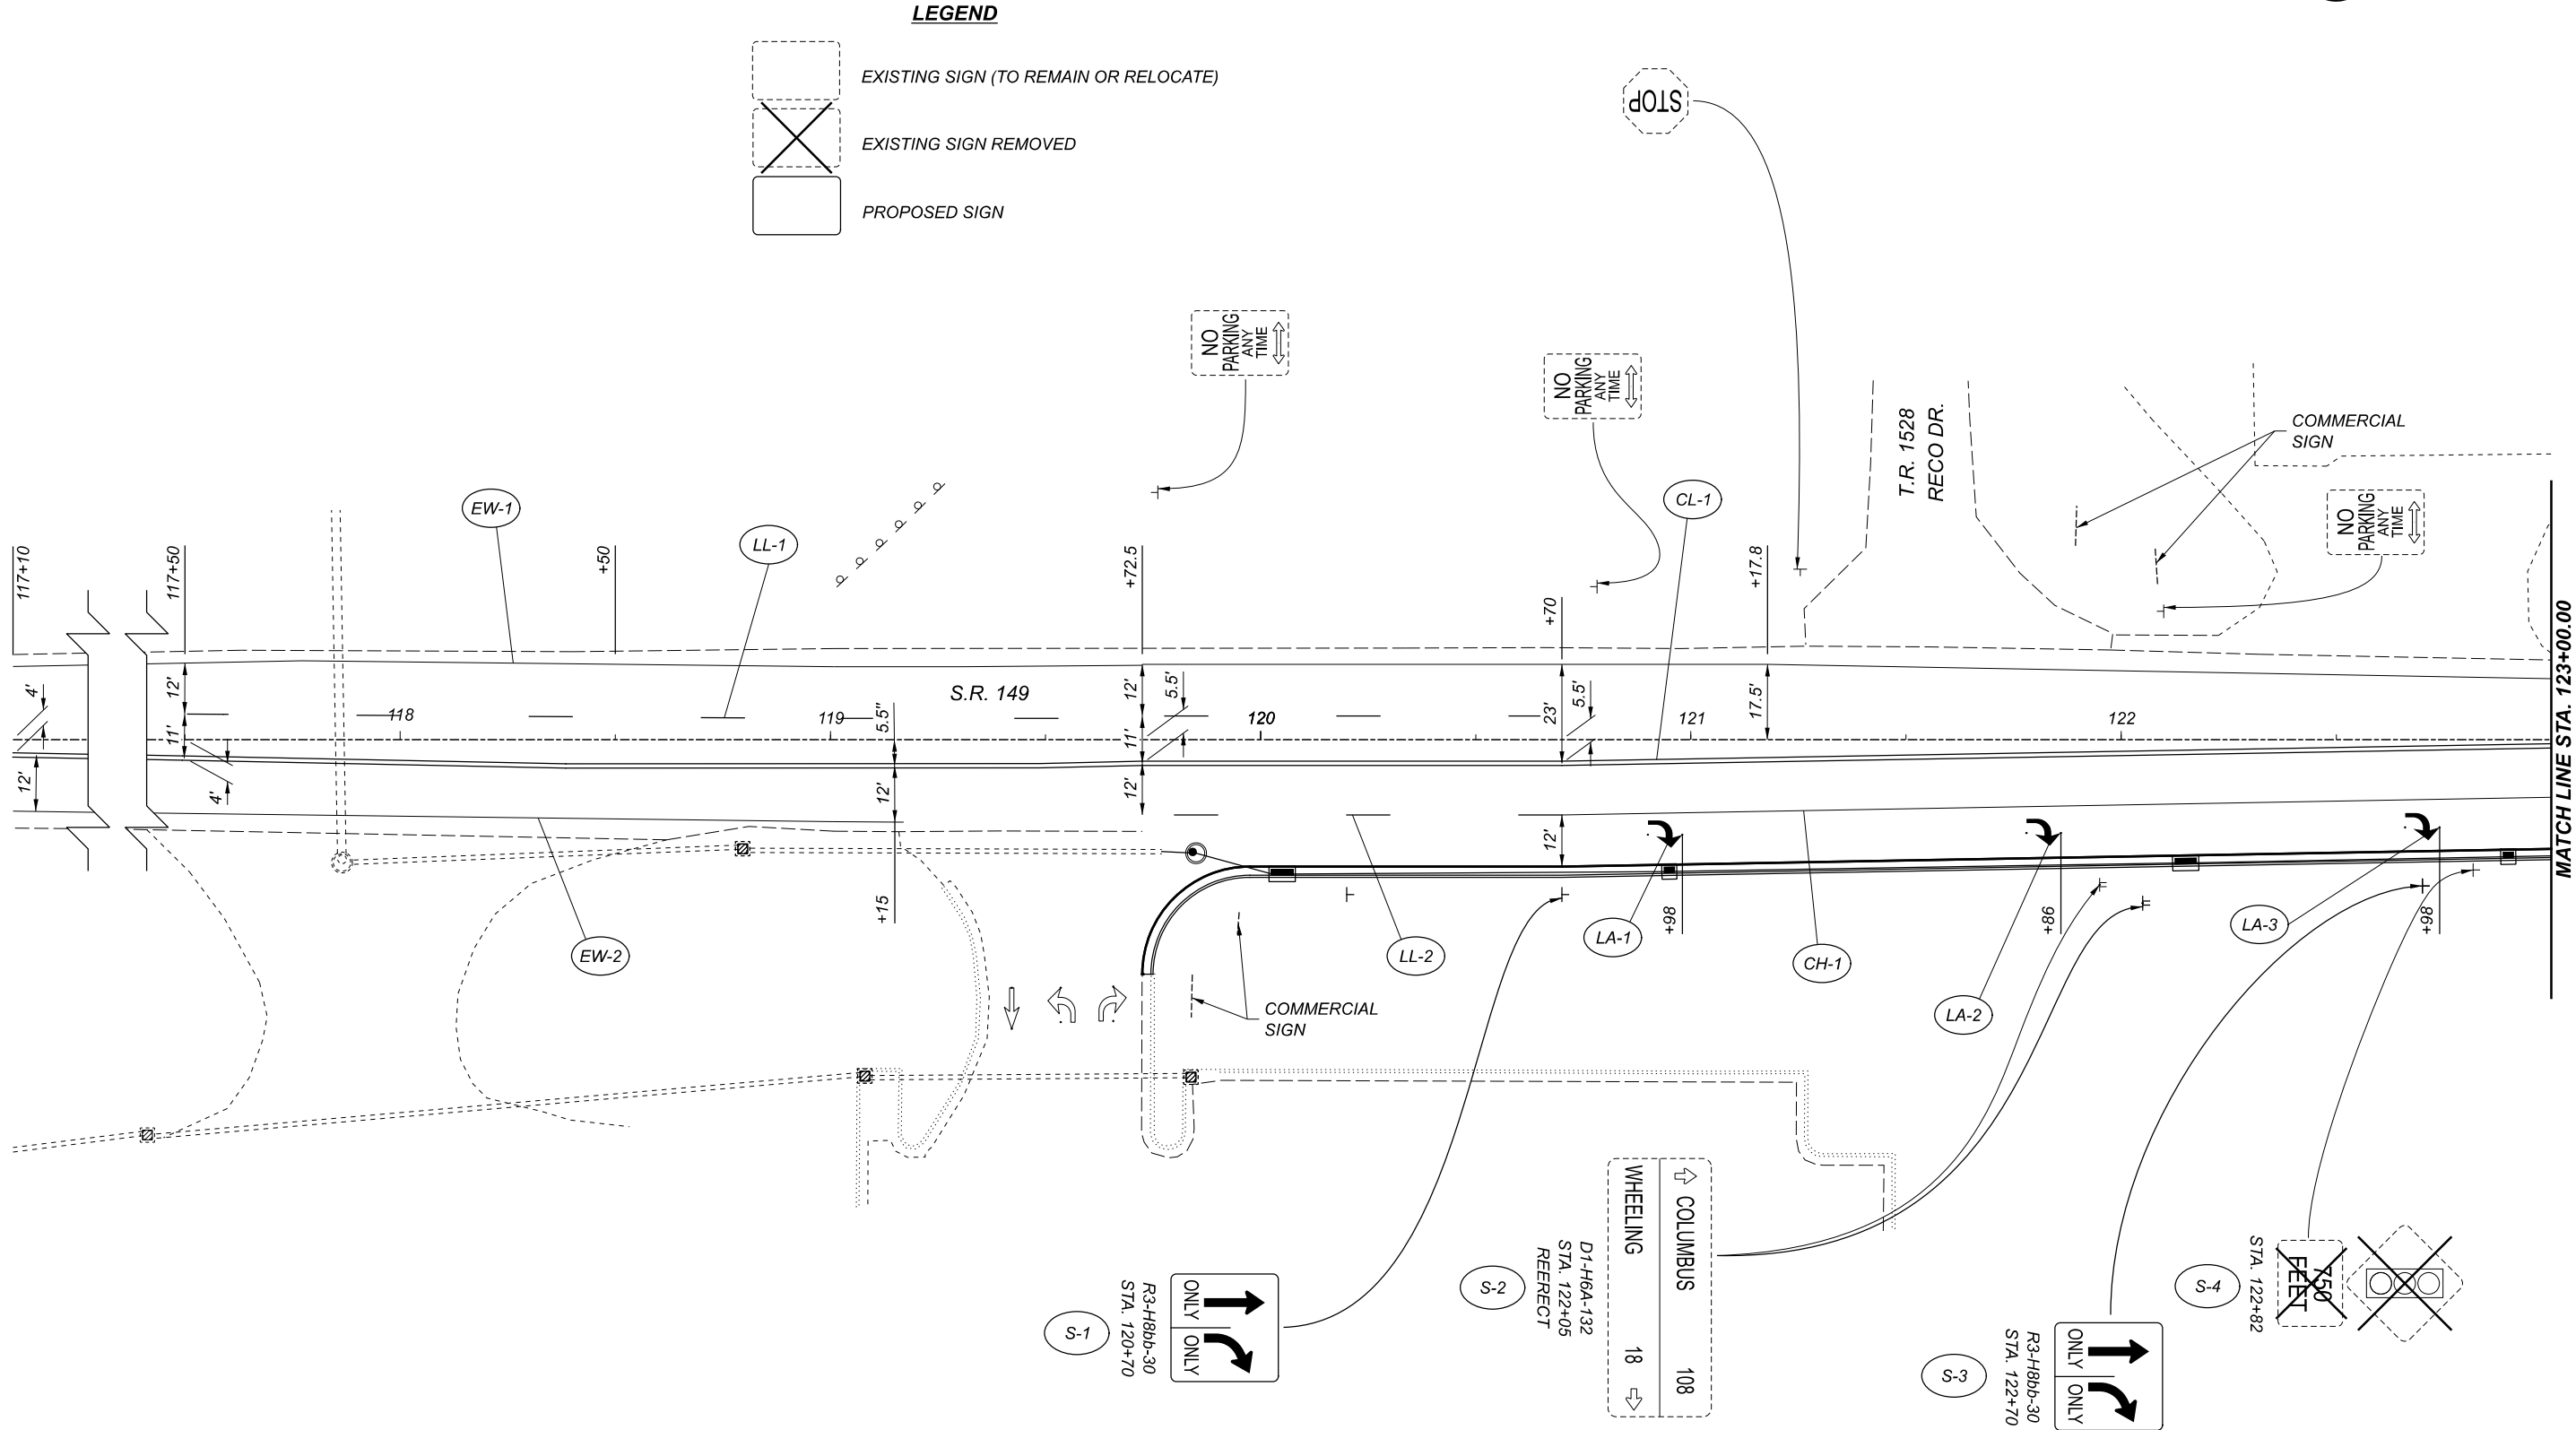 LEGEND
EXISTING SIGN (TO REMAIN OR RELOCATE)
EXISTING SIGN REMOVED
PROPOSED SIGN
STOP
NO
PARKING
ANY
TIME
NO
PARKING
ANY
TIME
T.R. 1528
RECO DR.
COMMERCIAL
SIGN
NO
PARKING
ANY
TIME
EW-1
LL-1
CL-1
117+10
117+50
+50
+72.5
+70
+17.8
MATCH LINE STA. 123+00.00
4'
12'
12'
11'
4'
118
119
5.5"
12'
+15
S.R. 149
12'
11'
12'
5.5'
120
23'
5.5'
12'
121
17.5'
122
EW-2
LL-2
LA-1
+98
CH-1
LA-2
+86
LA-3
+98
COMMERCIAL
SIGN
S-1
R3-H8bb-30
STA. 120+70
ONLY
ONLY
S-2
D1-H6A-132
STA. 122+05
REERECT
COLUMBUS 108
WHEELING 18
S-3
R3-H8bb-30
STA. 122+70
ONLY
ONLY
S-4
STA. 122+82
750
FEET